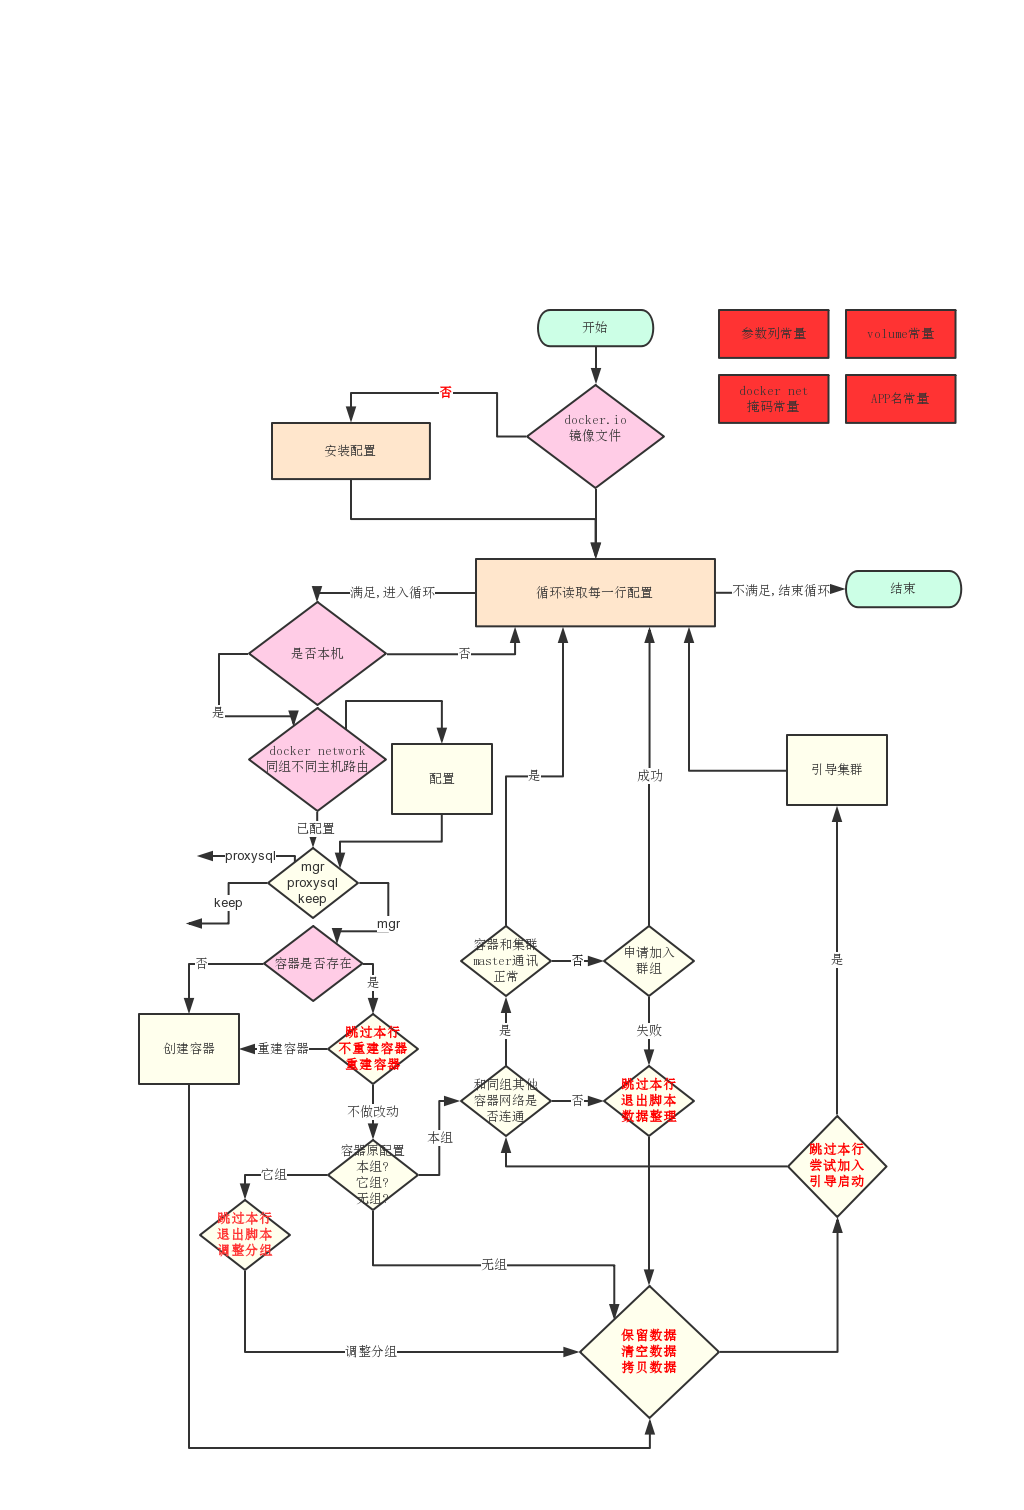 开始
参数列常量
volume常量
docker net
掩码常量
APP名常量
否
docker.io
镜像文件
安装配置
满足,进入循环
循环读取每一行配置
不满足,结束循环
结束
是否本机
否
是
docker network
同组不同主机路由
配置
是
成功
引导集群
已配置
proxysql
mgr
proxysql
keep
keep
mgr
否
容器是否存在
是
容器和集群
master通讯
正常
否
申请加入
群组
是
创建容器
重建容器
跳过本行
不重建容器
重建容器
是
失败
不做改动
和同组其他
容器网络是
否连通
否
跳过本行
退出脚本
数据整理
本组
容器原配置
本组?
它组?
无组?
它组
跳过本行
尝试加入
引导启动
跳过本行
退出脚本
调整分组
无组
调整分组
保留数据
清空数据
拷贝数据